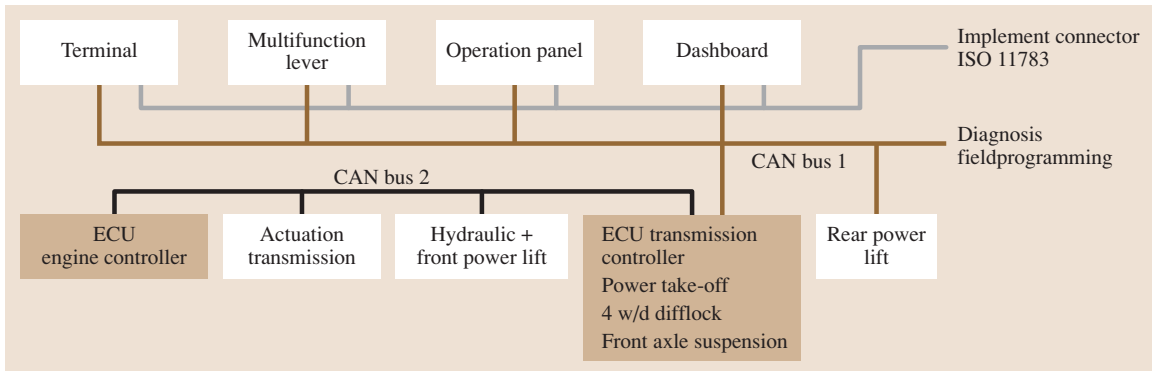 Terminal
Multifunction
lever
Operation panel
Dashboard
Implement connector
ISO 11783
Diagnosis
fieldprogramming
CAN bus 1
CAN bus 2
ECU
engine controller
Actuation
transmission
Hydraulic +
front power lift
ECU transmission
controller
Power take-off
4 w/d difflock
Front axle suspension
Rear power
lift